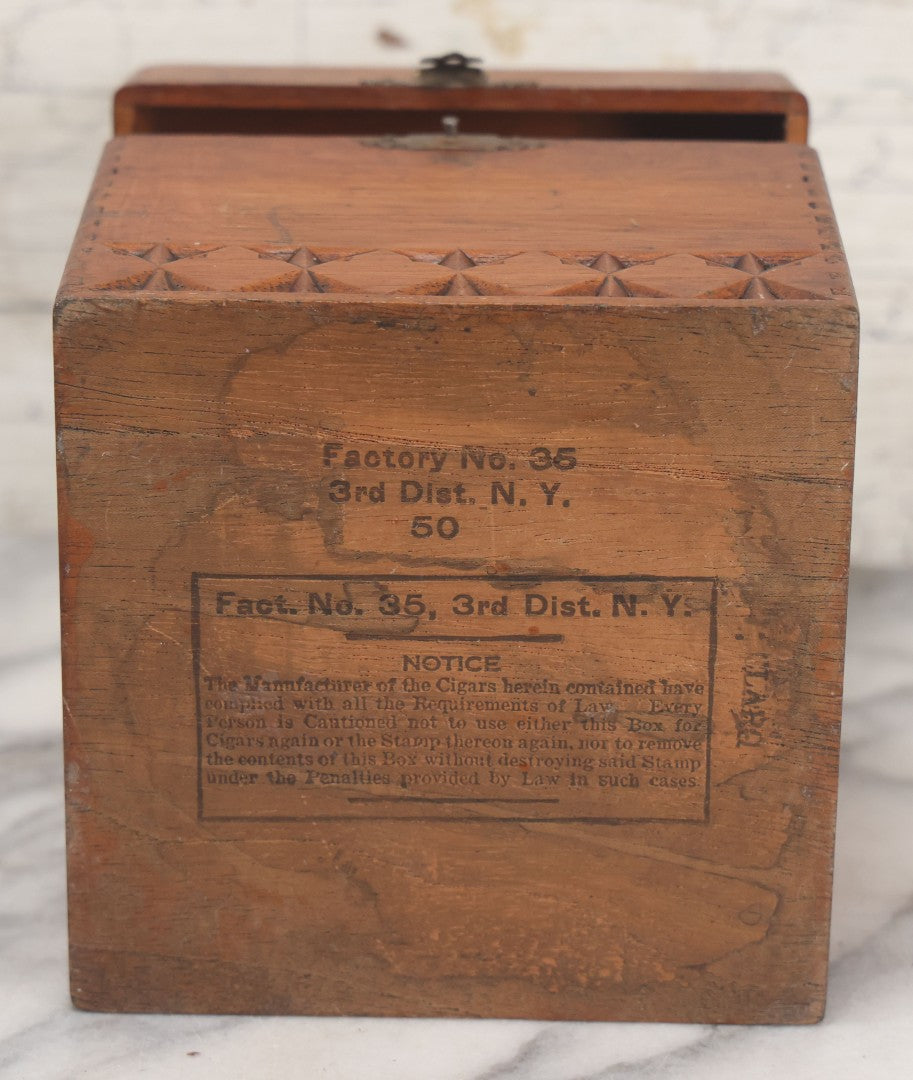 Factory No. 35
3rd Dist. N. Y.
50
Fact. No. 35, 3rd Dist. N. Y.
NOTICE
The Manufacturer of the Cigars herein contained have
complied with all the Requirements of Law. Every
Person is Cautioned not to use either this Box for
Cigars again or the Stamp thereon again, nor to remove
the contents of this Box without destroying said Stamp
under the Penalties provided by Law in such cases.